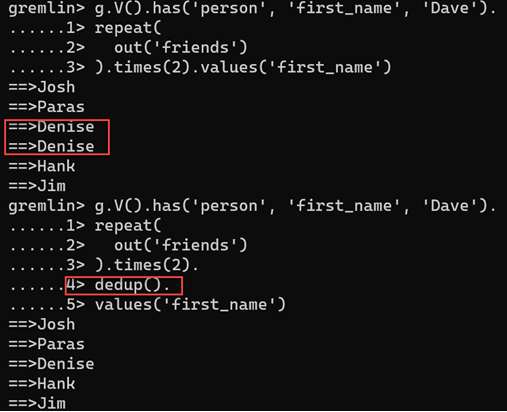 gremlin> g.V().has('person', 'first_name', 'Dave').
......1> repeat(
......2>   out('friends')
......3> ).times(2).values('first_name')
==>Josh
==>Paras
==>Denise
==>Denise
==>Hank
==>Jim
gremlin> g.V().has('person', 'first_name', 'Dave').
......1> repeat(
......2>   out('friends')
......3> ).times(2).
......4> dedup().
......5> values('first_name')
==>Josh
==>Paras
==>Denise
==>Hank
==>Jim